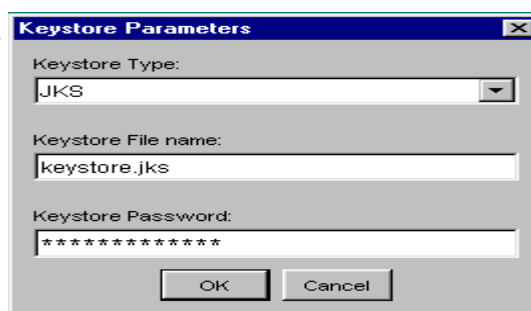 Keystore Parameters
Keystore Type:
JKS
Keystore File name:
keystore.jks
Keystore Password:
*************
OK Cancel